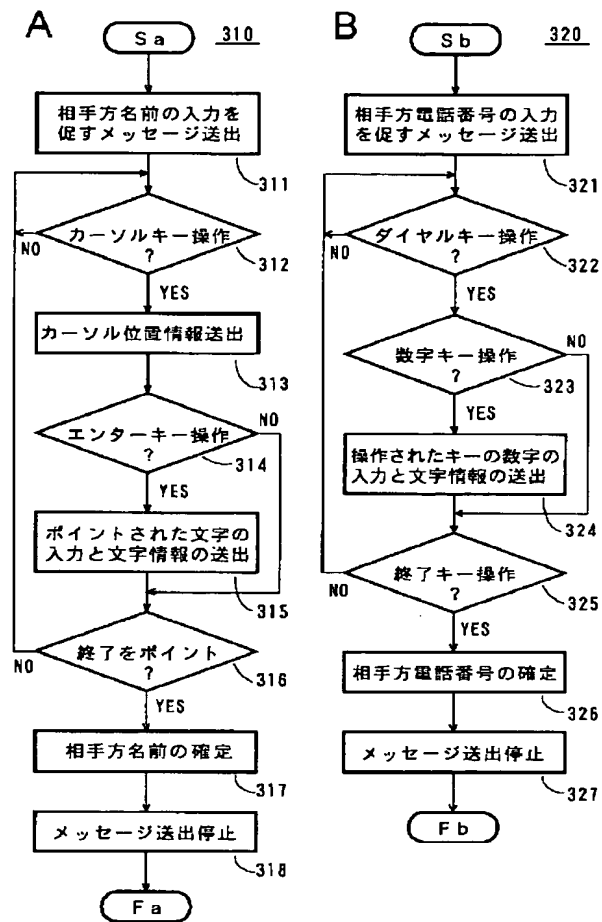 A
Sa
310
相手方名前の入力を
促すメッセージ送出
311
カーソルキー操作
?
312
NO
YES
カーソル位置情報送出
313
エンターキー操作
?
314
NO
YES
ポイントされた文字の
入力と文字情報の送出
315
終了をポイント
?
316
NO
YES
相手方名前の確定
317
メッセージ送出停止
318
Fa
B
Sb
320
相手方電話番号の入力
を促すメッセージ送出
321
ダイヤルキー操作
?
322
NO
YES
数字キー操作
?
323
NO
YES
操作されたキーの数字の
入力と文字情報の送出
324
終了キー操作
?
325
NO
YES
相手方電話番号の確定
326
メッセージ送出停止
327
Fb